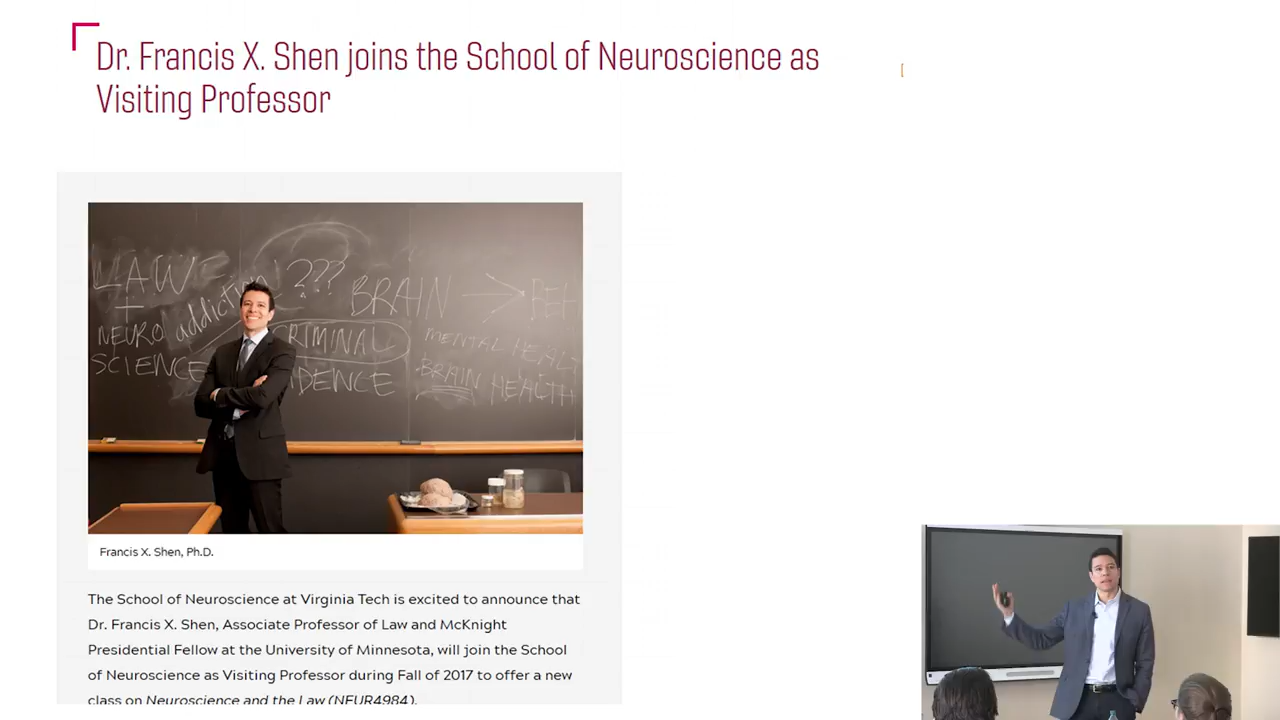 Dr. Francis X. Shen joins the School of Neuroscience as
Visiting Professor
LAW
+
NEURO
SCIENCE
addiction
???
BRAIN
CRIMINAL
MENTAL HEALT
BRAIN HEALTH
Francis X. Shen, Ph.D.
The School of Neuroscience at Virginia Tech is excited to announce that
Dr. Francis X. Shen, Associate Professor of Law and McKnight
Presidential Fellow at the University of Minnesota, will join the School
of Neuroscience as Visiting Professor during Fall of 2017 to offer a new
class on Neuroscience and the Law (NEUR4984).